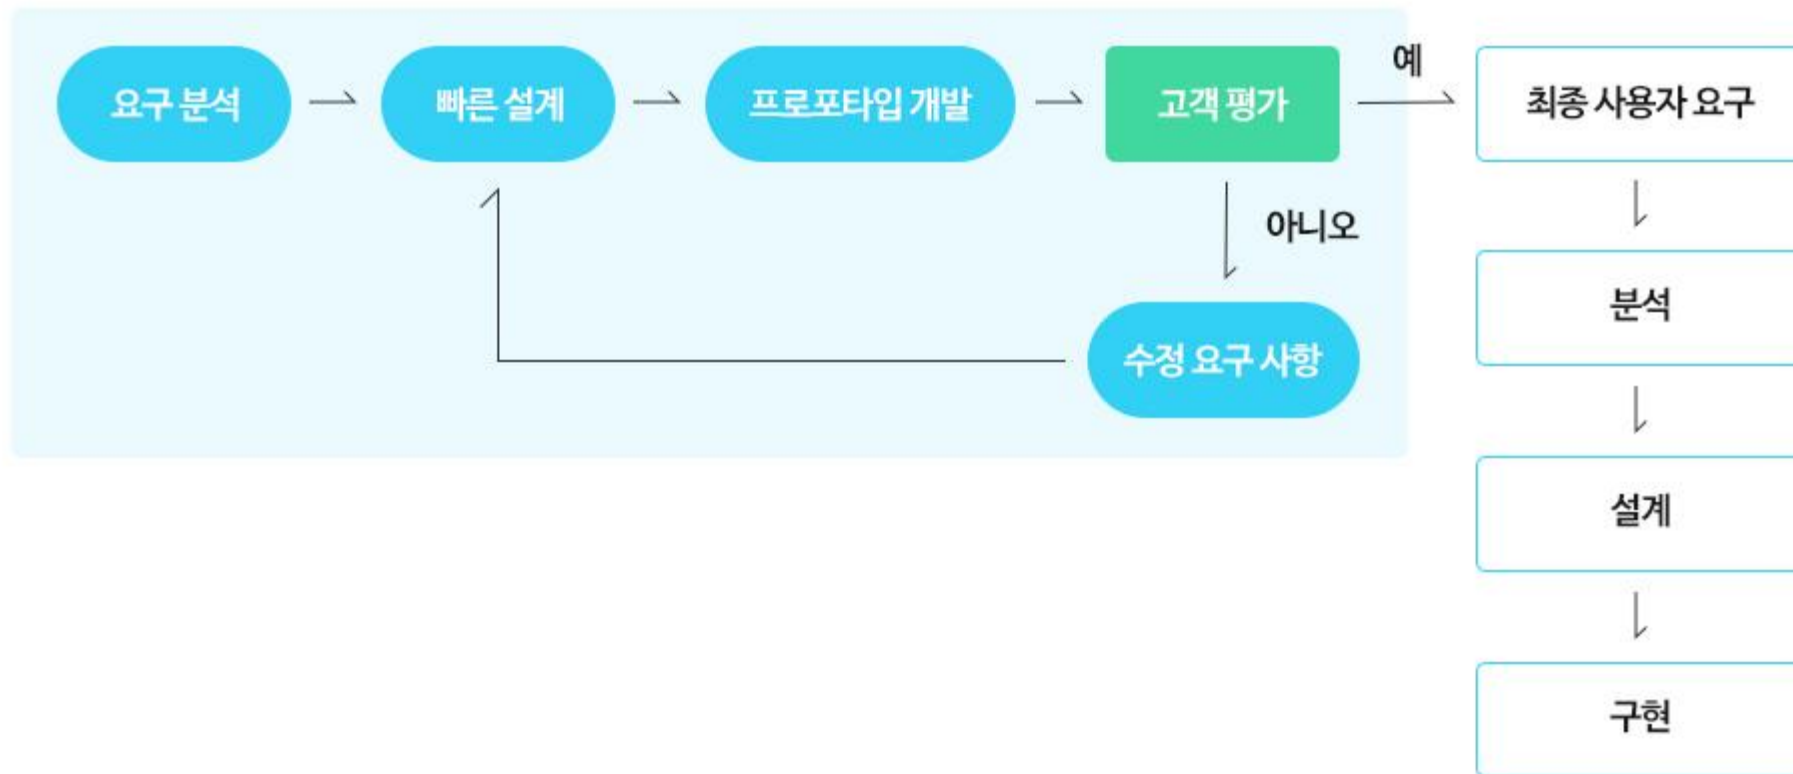 요구 분석
빠른 설계
프로포타입 개발
고객 평가
예
최종 사용자 요구
아니오
분석
수정 요구 사항
설계
구현